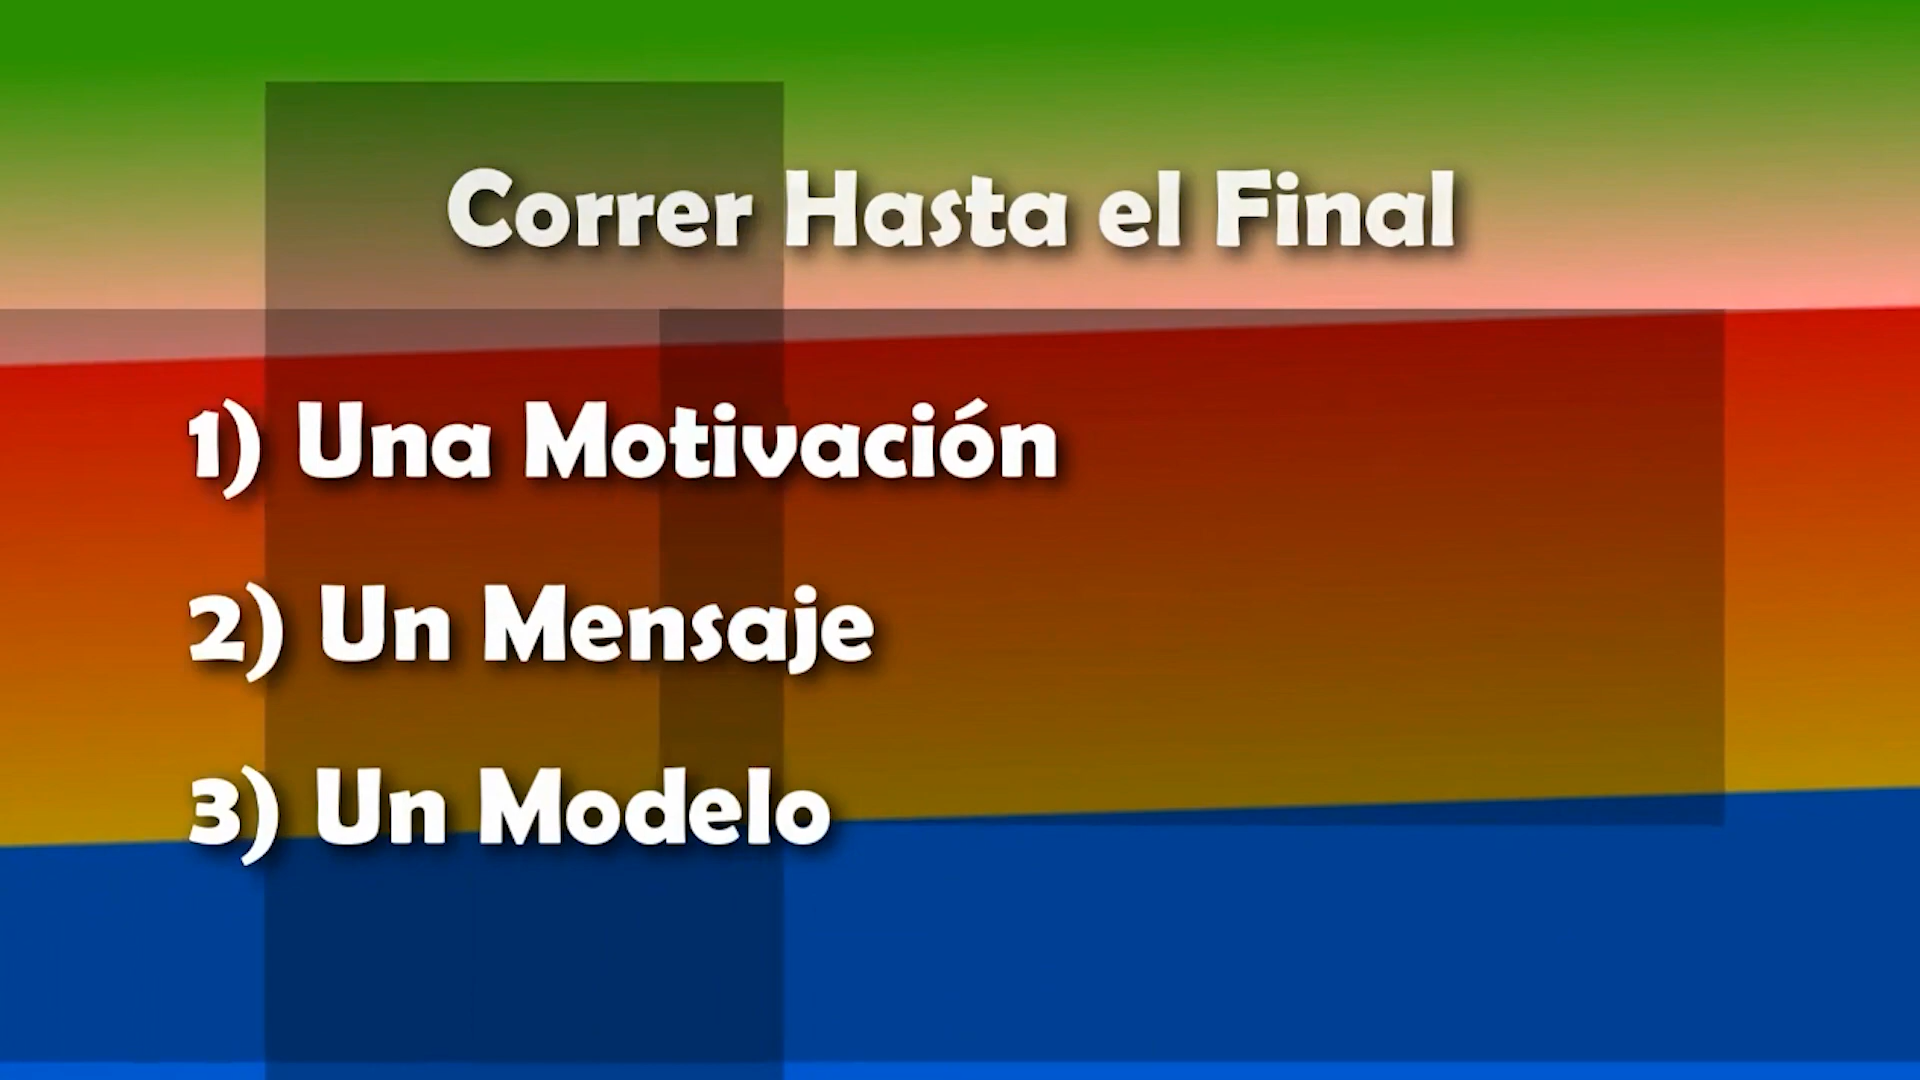 Correr Hasta el Final
1) Una Motivación
2) Un Mensaje
3) Un Modelo